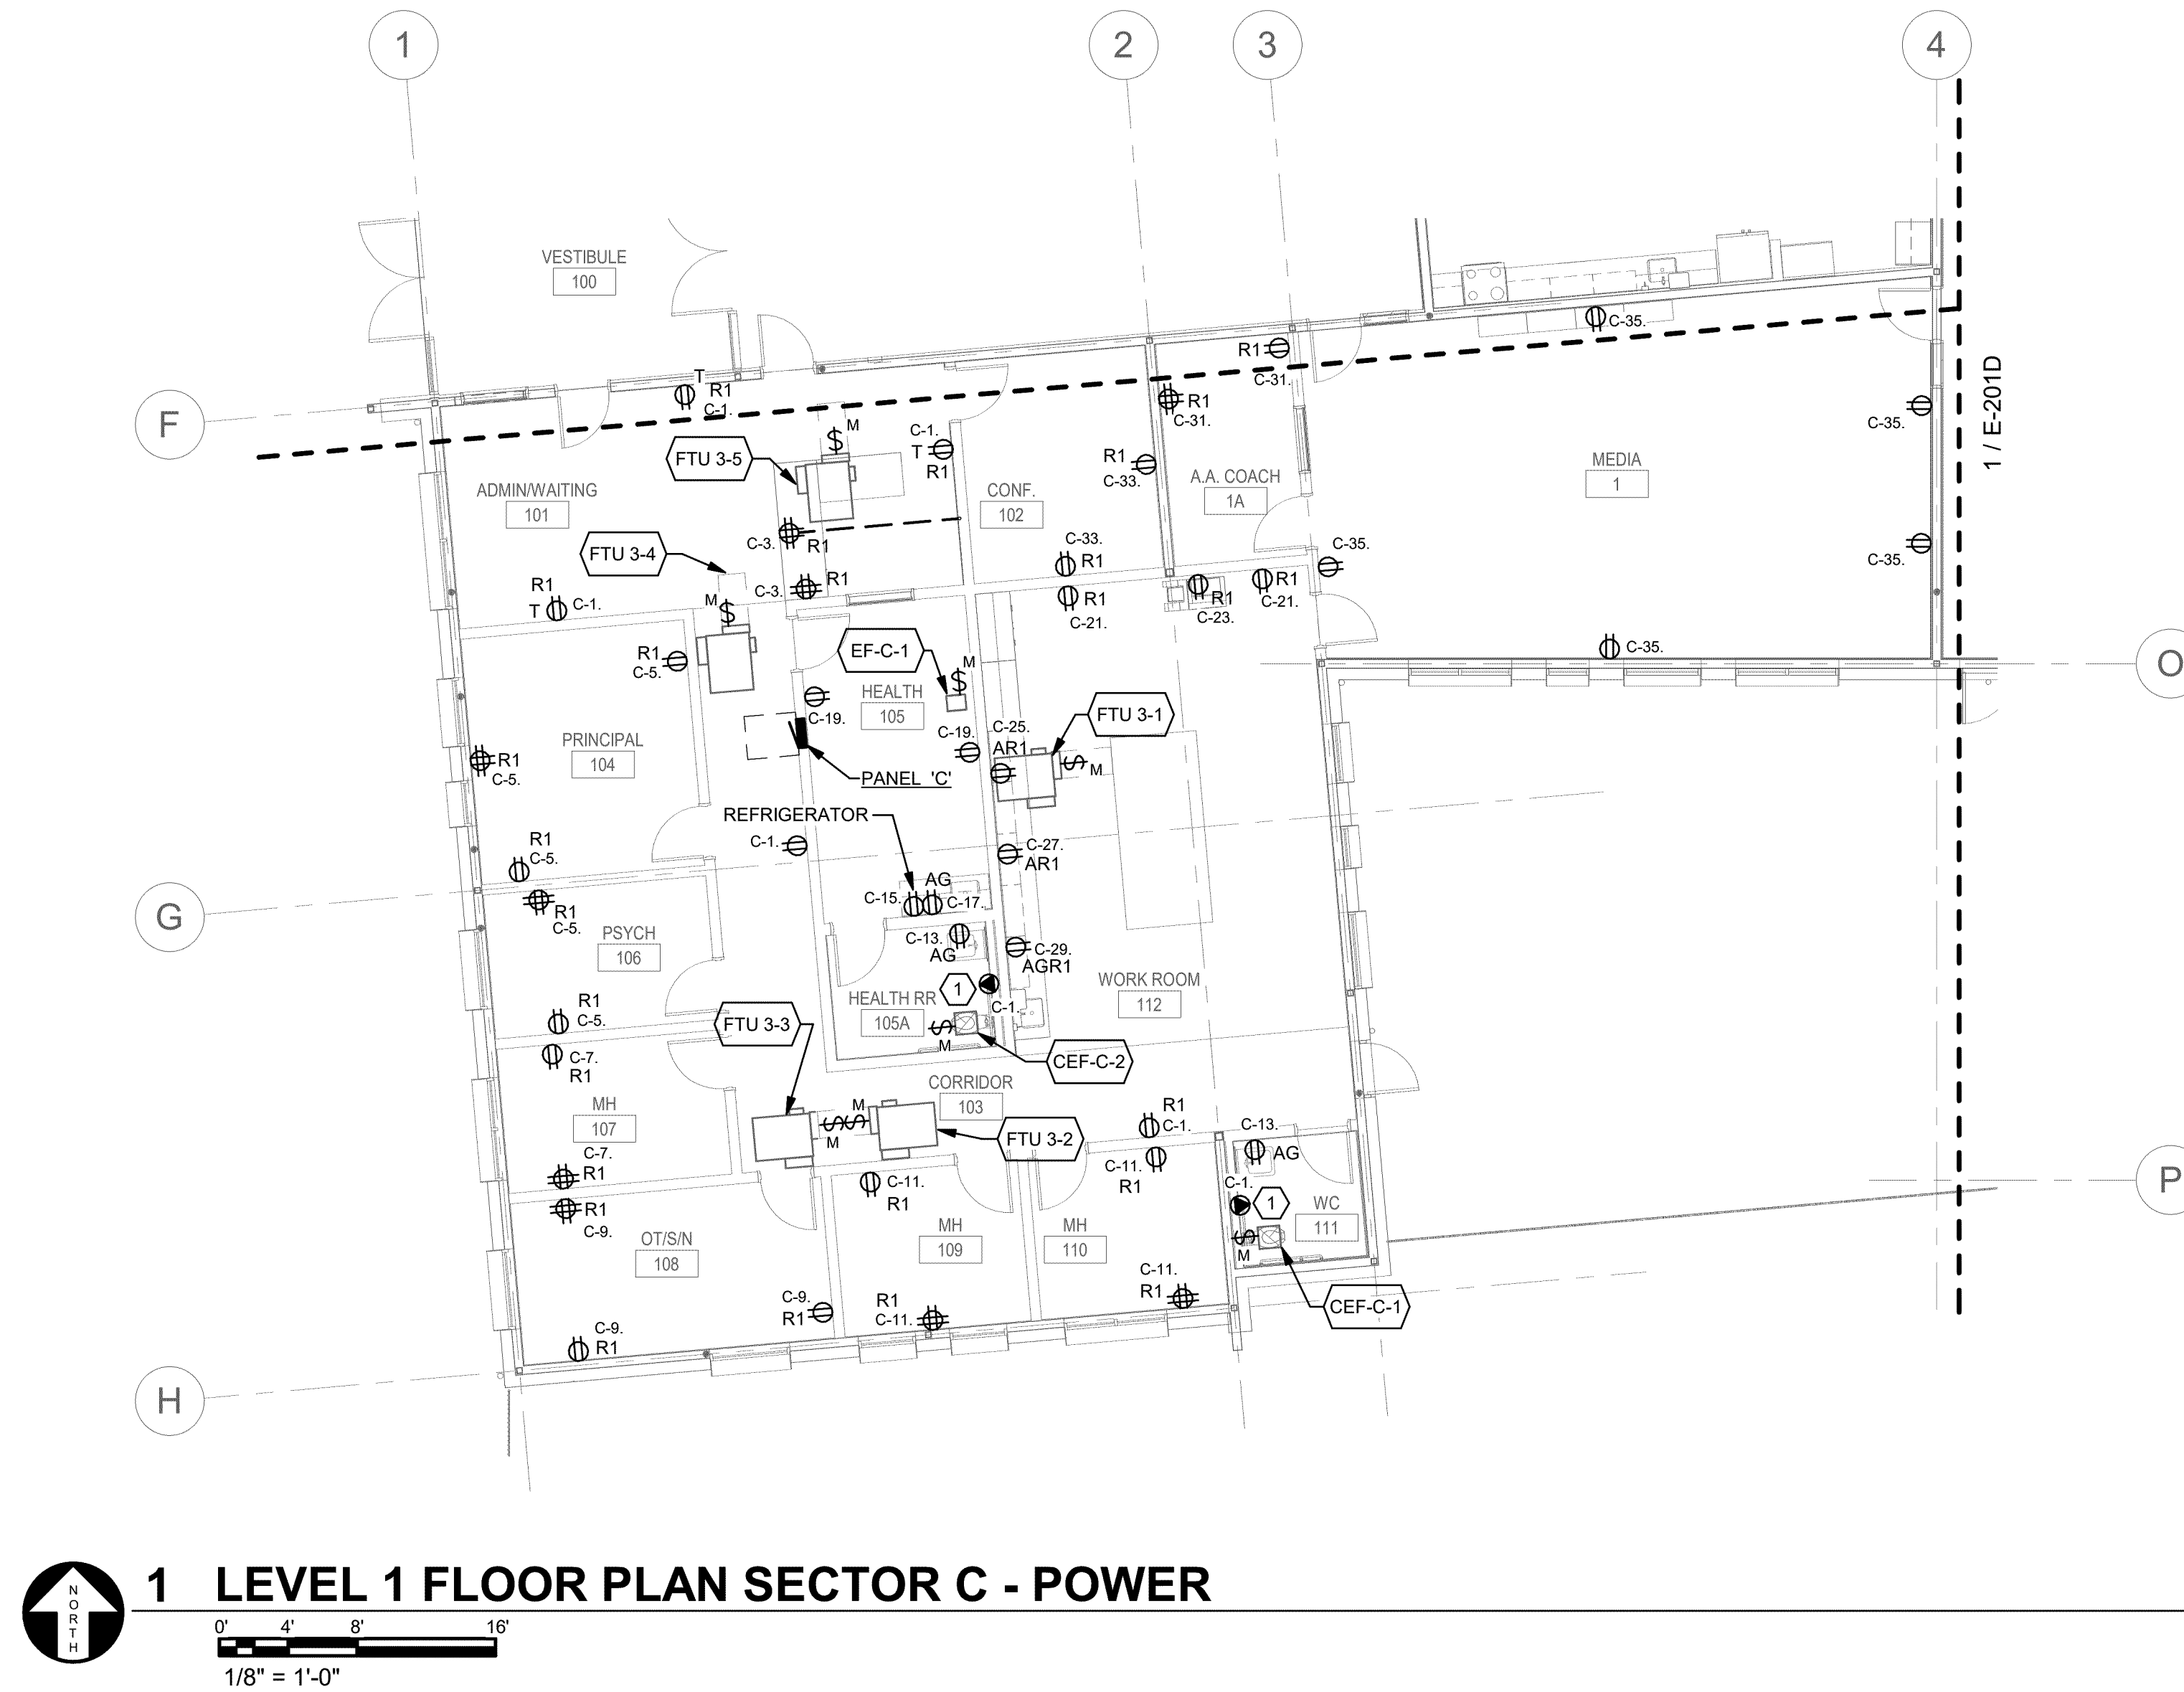 1
2
3
4
VESTIBULE
100
C-35.
R1
C-31.
T
R1
C-1.
R1
C-31.
1 / E-201D
F
C-35.
M
C-1.
T
R1
FTU 3-5
R1
C-33.
MEDIA
1
A.A. COACH
1A
ADMIN/WAITING
101
CONF.
102
C-3.
R1
C-33.
R1
C-35.
C-35.
FTU 3-4
R1
T
C-1.
C-3.
R1
R1
C-21.
R1
C-23.
R1
C-21.
M
R1
C-5.
EF-C-1
M
C-35.
O
HEALTH
105
C-19.
FTU 3-1
C-19.
C-25.
AR1
M
PRINCIPAL
104
R1
C-5.
PANEL 'C'
REFRIGERATOR
C-1.
R1
C-5.
C-27.
AR1
G
R1
C-5.
C-15.
AG
C-17.
PSYCH
106
C-13.
AG
C-29.
AGR1
WORK ROOM
112
1
C-1.
HEALTH RR
105A
M
R1
C-5.
FTU 3-3
CEF-C-2
C-7.
R1
CORRIDOR
103
MH
107
M
M
FTU 3-2
R1
C-1.
C-13.
AG
C-7.
R1
C-11.
R1
C-11.
R1
C-1.
1
WC
111
P
R1
C-9.
OT/S/N
108
MH
109
MH
110
M
C-11.
R1
CEF-C-1
C-9.
R1
R1
C-11.
C-9.
R1
H
NORTH
1 LEVEL 1 FLOOR PLAN SECTOR C - POWER
0' 4' 8' 16'
1/8" = 1'-0"